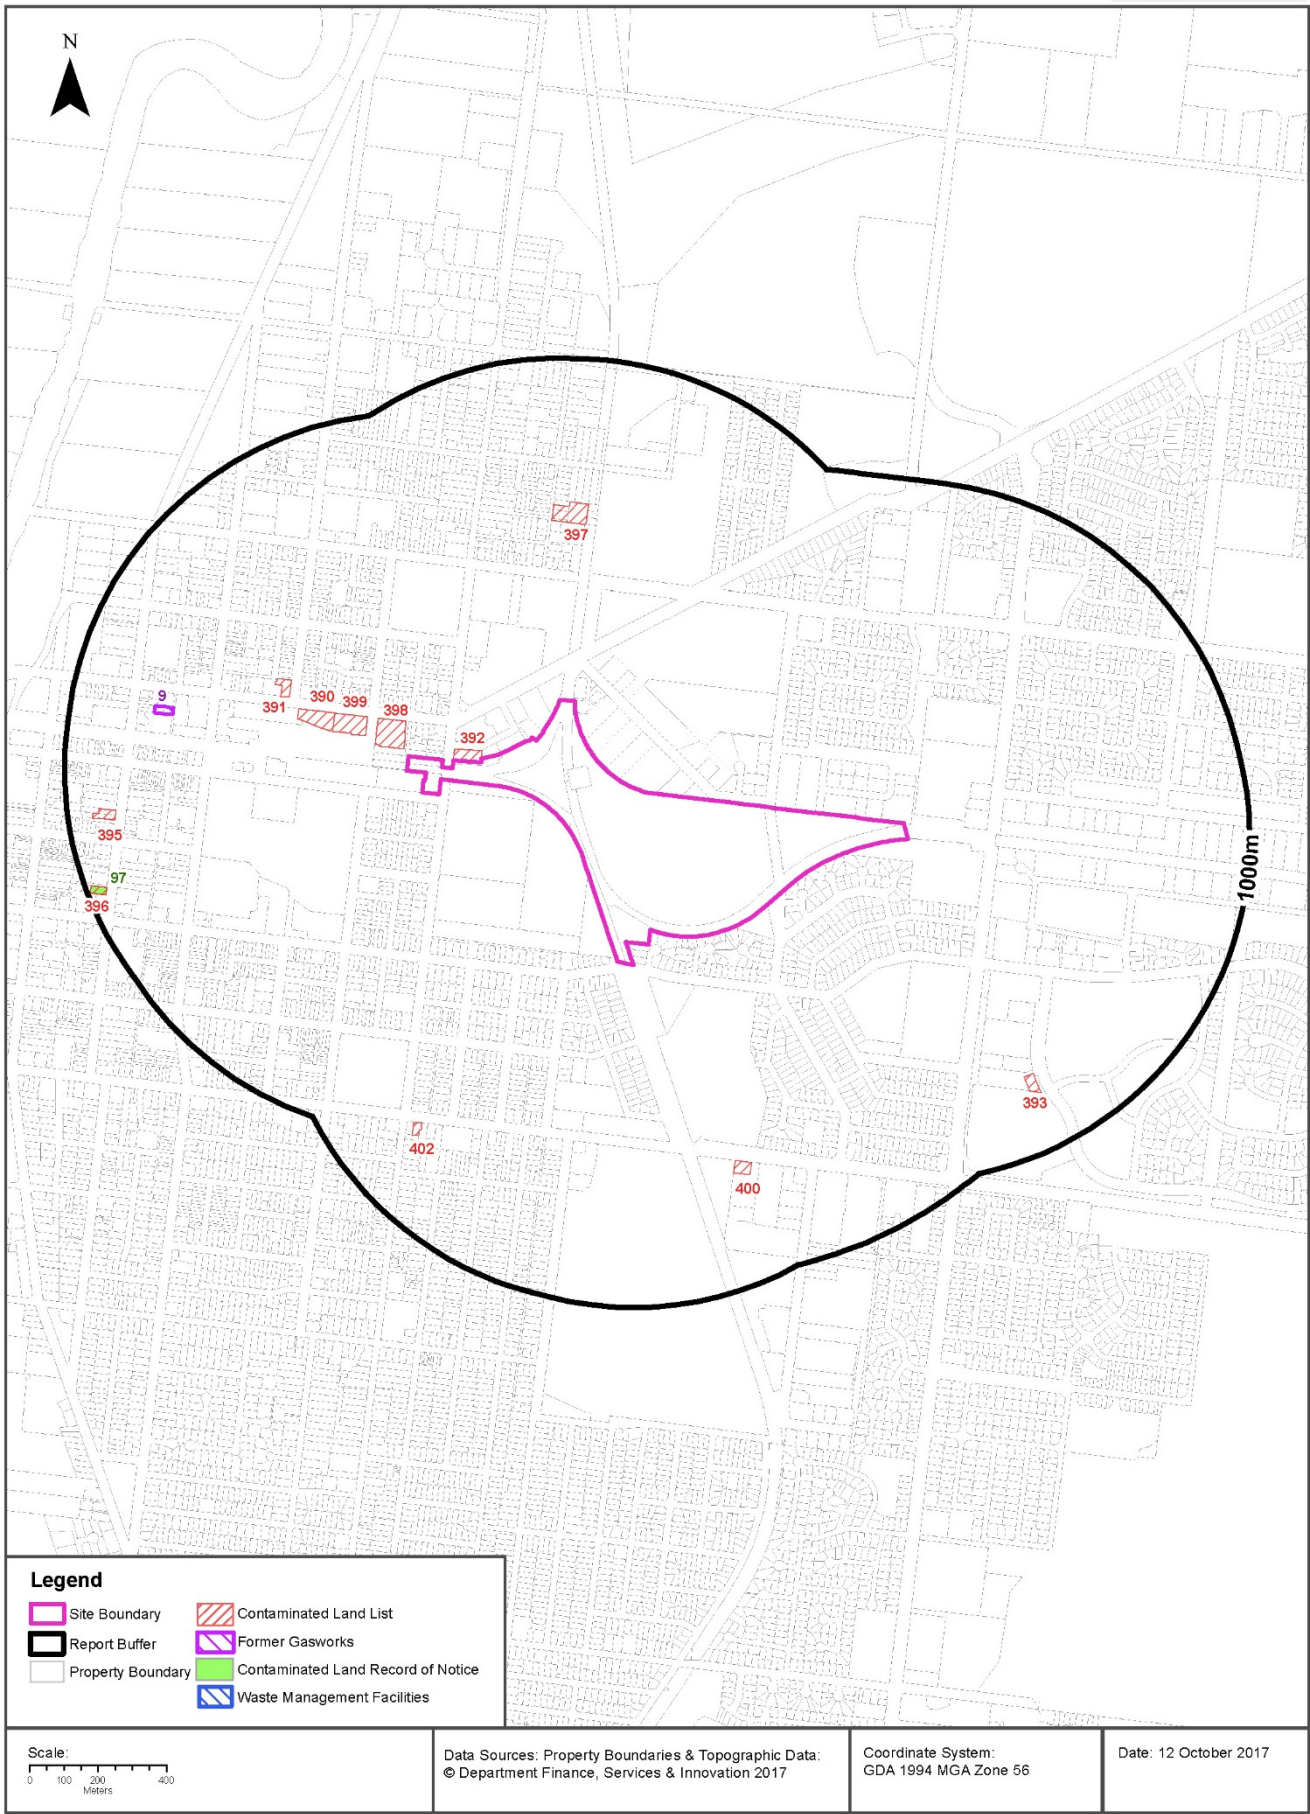 N
397
9
391
390
399
398
392
395
97
396
1000m
393
402
400
Legend
Site Boundary
Report Buffer
Property Boundary
Contaminated Land List
Former Gasworks
Contaminated Land Record of Notice
Waste Management Facilities
Scale:
0 100 200 400
Meters
Data Sources: Property Boundaries & Topographic Data:
© Department Finance, Services & Innovation 2017
Coordinate System:
GDA 1994 MGA Zone 56
Date: 12 October 2017